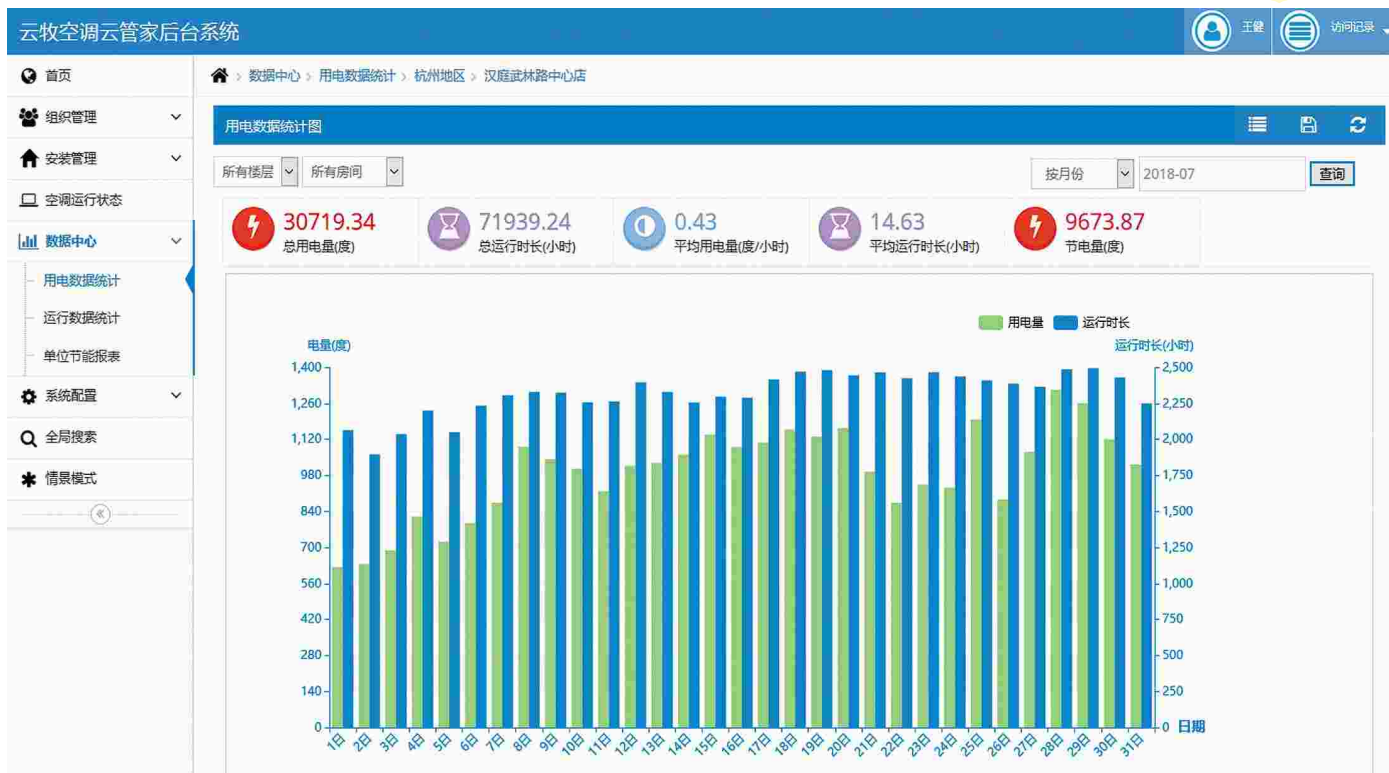 云牧空调云管家后台系统
王健
访问记录
首页
组织管理
安装管理
空调运行状态
数据中心
用电数据统计
运行数据统计
单位节能报表
系统配置
全局搜索
情景模式
数据中心 > 用电数据统计 > 杭州地区 > 汉庭武林路中心店
用电数据统计图
所有楼层 所有房间 按月份 2018-07 查询
30719.34 71939.24 0.43 14.63 9673.87
总用电量(度) 总运行时长(小时) 平均用电量(度/小时) 平均运行时长(小时) 节电量(度)
用电量 运行时长
电量(度) 运行时长(小时)
1,400 2,500
1,260 2,250
1,120 2,000
980 1,750
840 1,500
700 1,250
560 1,000
420 750
280 500
140 250
0 0 日期
1日 2日 3日 4日 5日 6日 7日 8日 9日 10日 11日 12日 13日 14日 15日 16日 17日 18日 19日 20日 21日 22日 23日 24日 25日 26日 27日 28日 29日 30日 31日